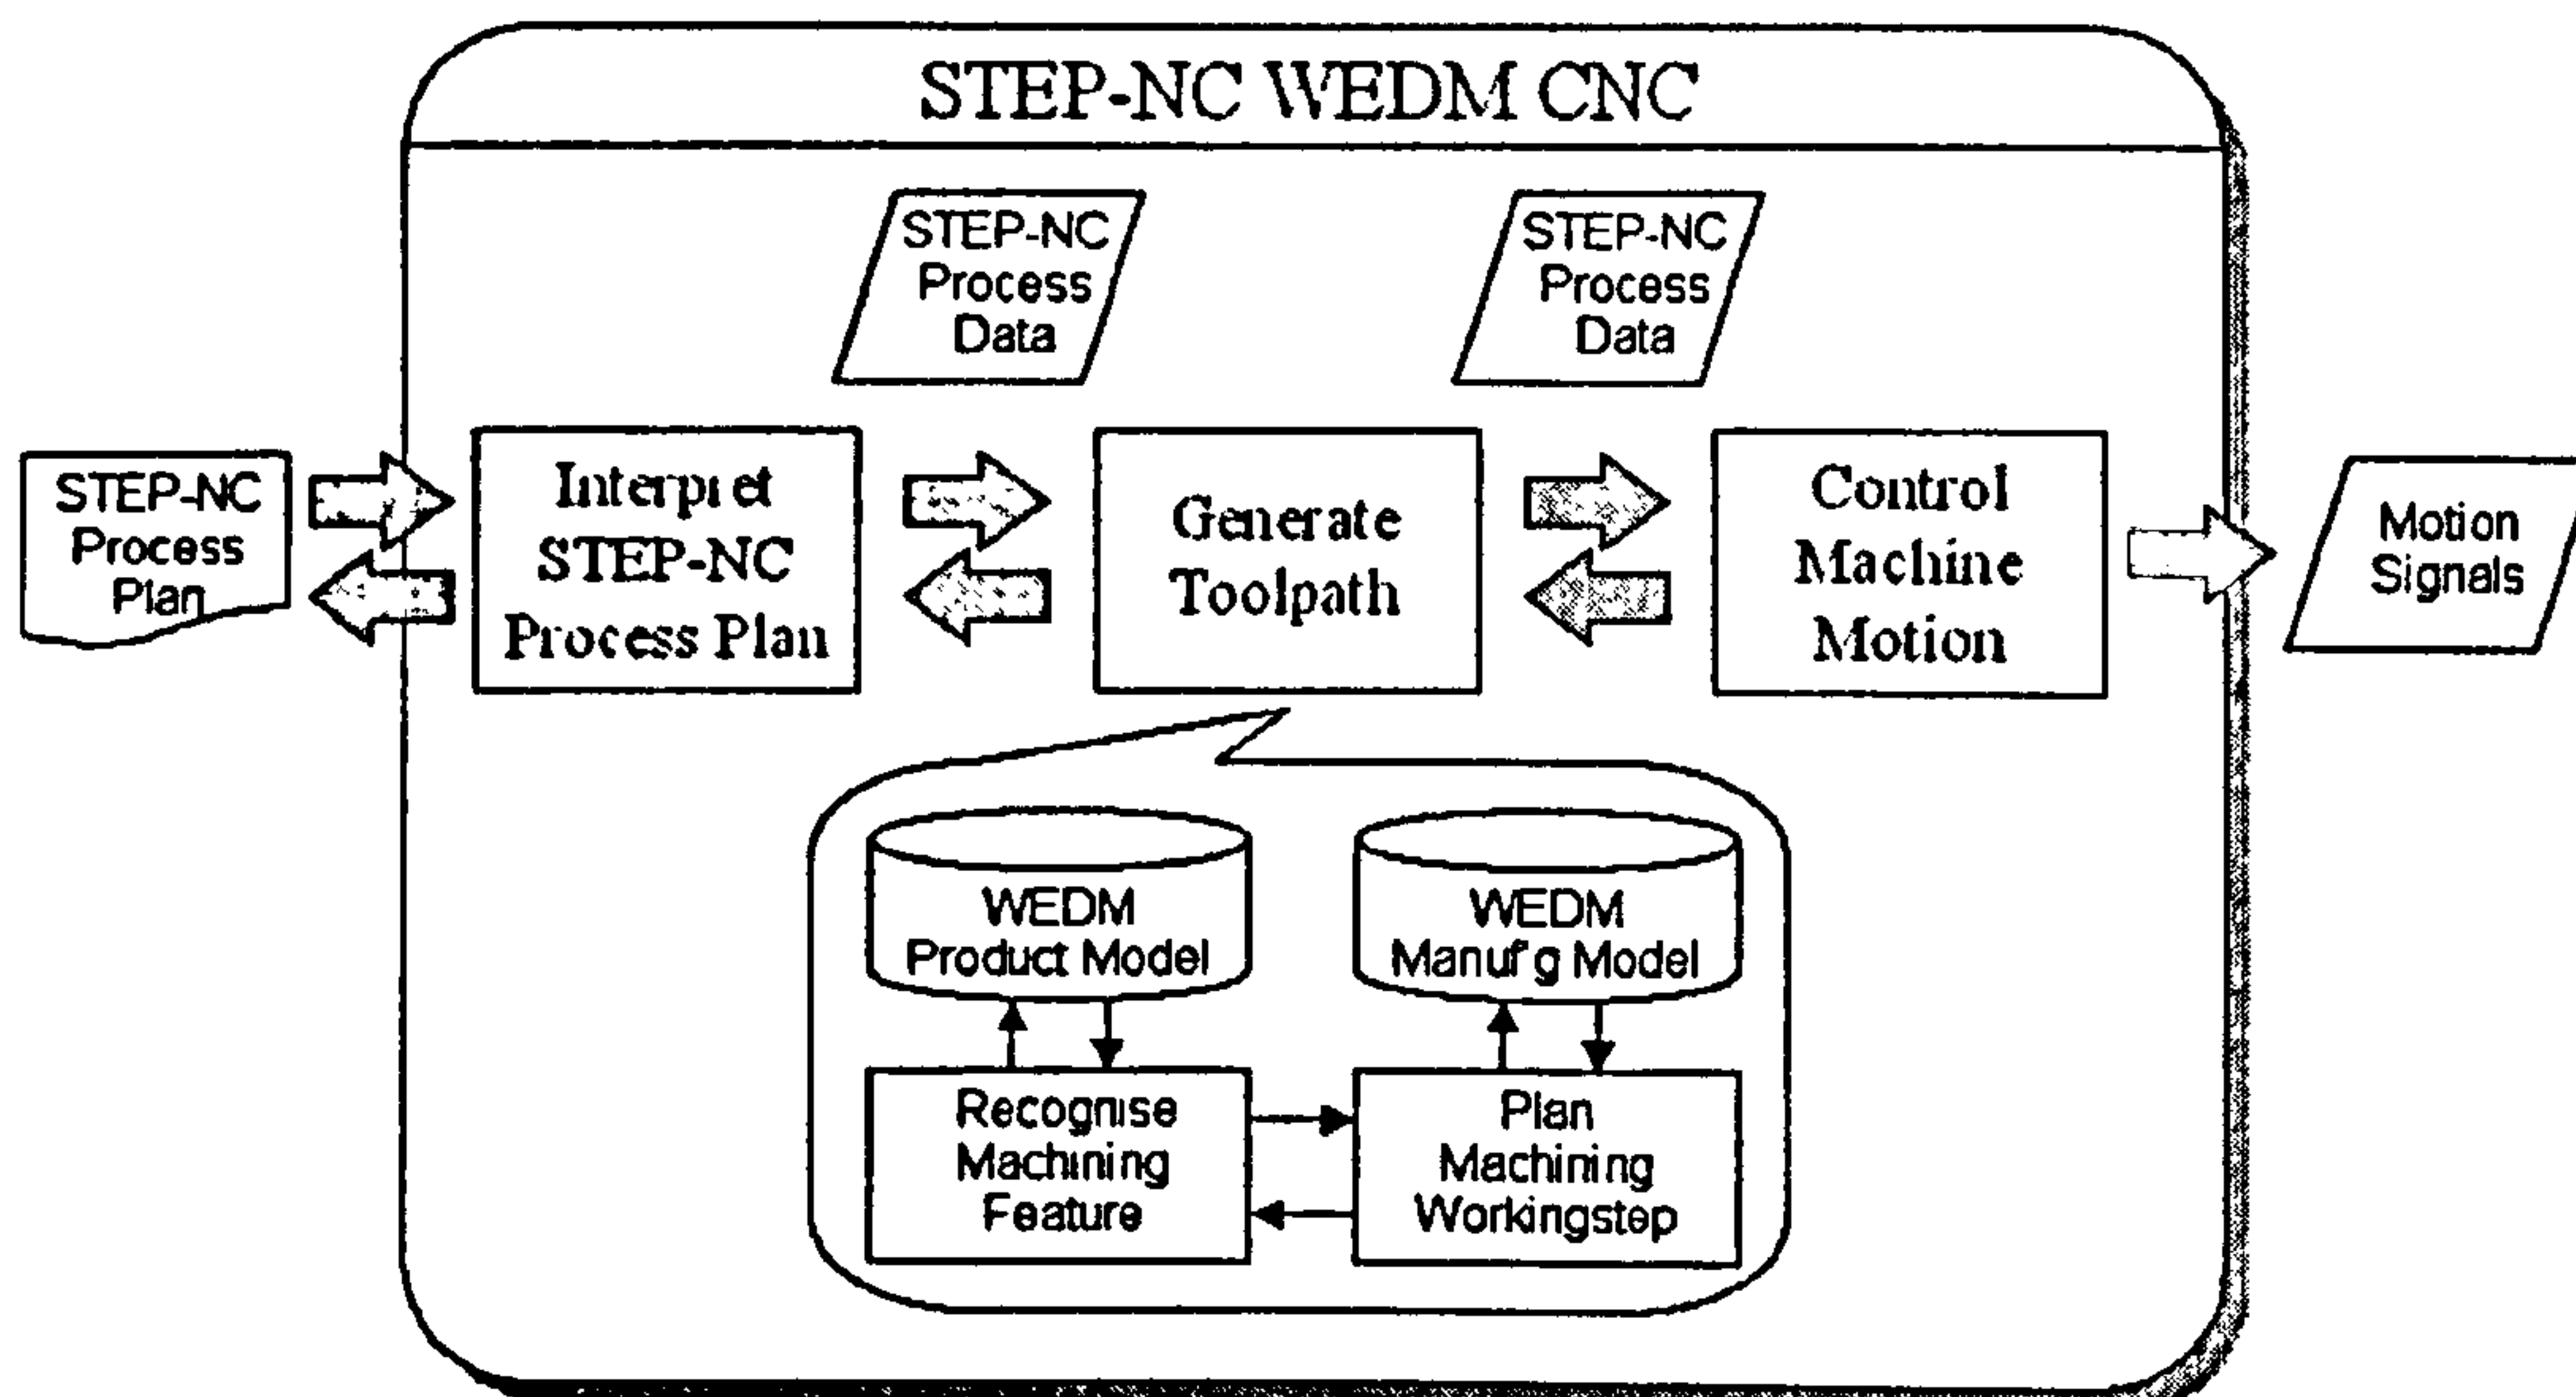 STEP-NC WEDM CNC
STEP-NC
Process
Data
STEP-NC
Process
Data
STEP-NC
Process
Plan
Interpret
STEP-NC
Process Plan
Generate
Toolpath
Control
Machine
Motion
Motion
Signals
WEDM
Product Model
WEDM
Manuf'g Model
Recognise
Machining
Feature
Plan
Machining
Workingstep